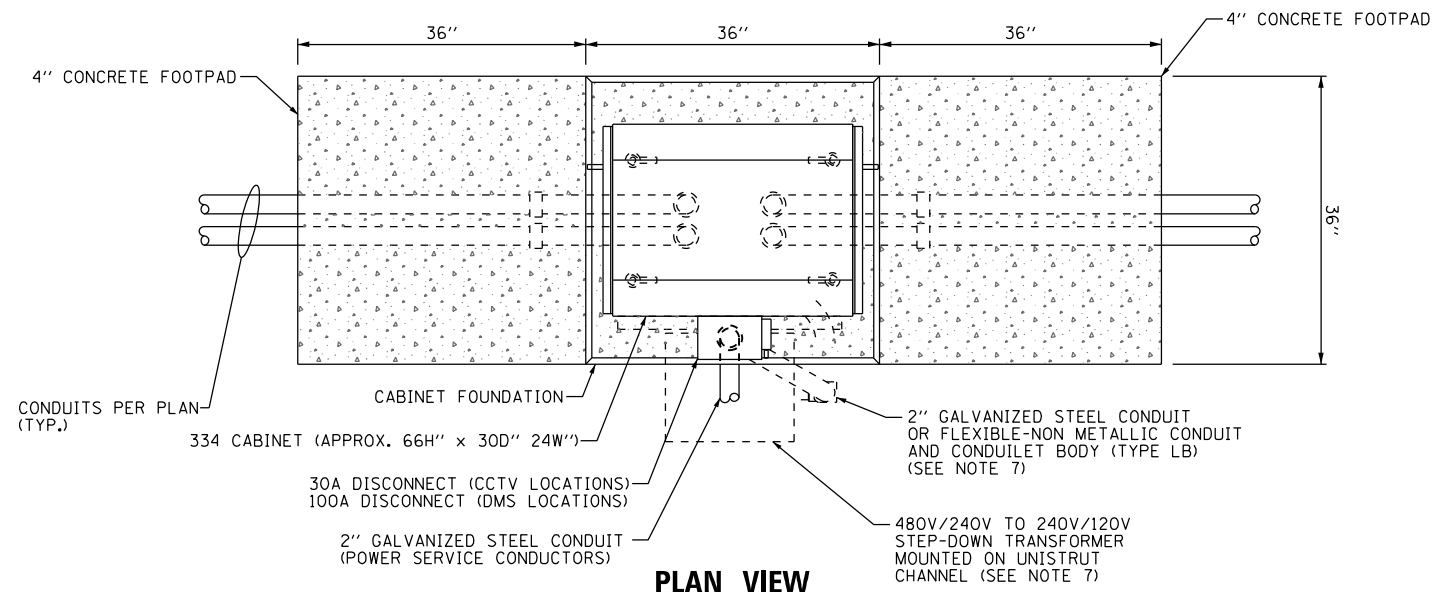 36''
36''
36''
4'' CONCRETE FOOTPAD
4'' CONCRETE FOOTPAD
36''
CONDUITS PER PLAN
(TYP.)
CABINET FOUNDATION
334 CABINET (APPROX. 66H'' x 30D'' 24W'')
30A DISCONNECT (CCTV LOCATIONS)
100A DISCONNECT (DMS LOCATIONS)
2'' GALVANIZED STEEL CONDUIT
(POWER SERVICE CONDUCTORS)
2'' GALVANIZED STEEL CONDUIT
OR FLEXIBLE-NON METALLIC CONDUIT
AND CONDUILET BODY (TYPE LB)
(SEE NOTE 7)
480V/240V TO 240V/120V
STEP-DOWN TRANSFORMER
MOUNTED ON UNISTRUT
CHANNEL (SEE NOTE 7)
PLAN VIEW